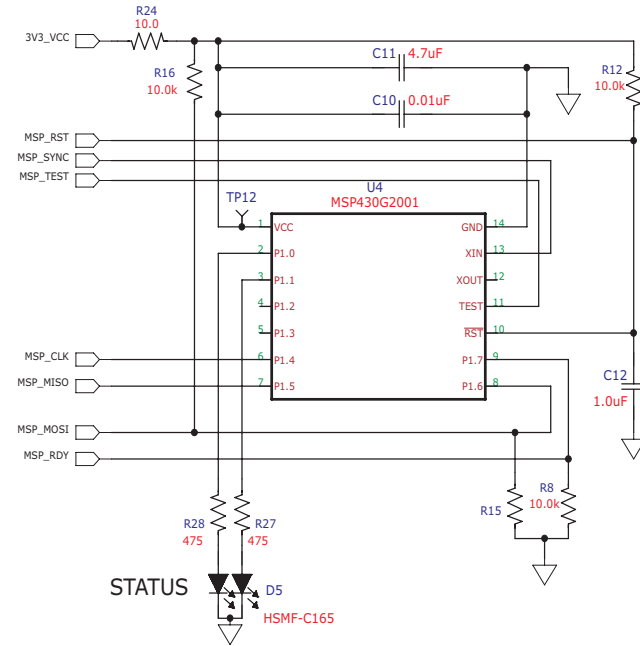 R24
10.0
3V3_VCC
C11
4.7uF
R16
10.0k
R12
10.0k
C10
0.01uF
MSP_RST
MSP_SYNC
MSP_TEST
U4
MSP430G2001
TP12
1 VCC GND 14
2 P1.0 XIN 13
3 P1.1 XOUT 12
4 P1.2 TEST 11
5 P1.3 RST 10
6 P1.4 P1.7 9
7 P1.5 P1.6 8
MSP_CLK
MSP_MISO
C12
1.0uF
MSP_MOSI
MSP_RDY
R8
10.0k
R15
R28
475
R27
475
STATUS
D5
HSMF-C165